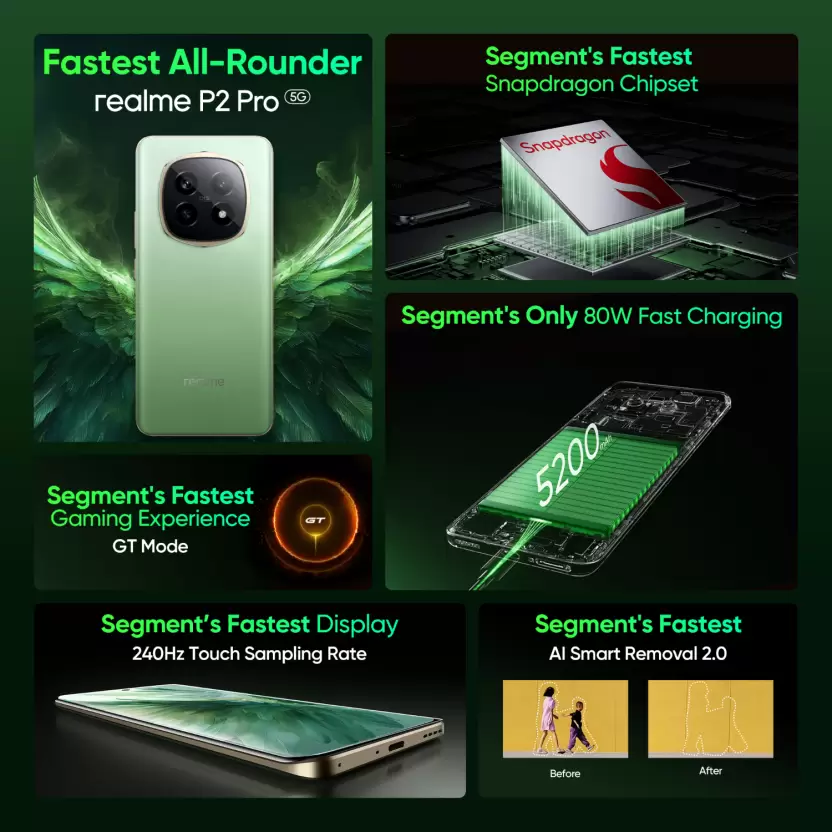 Fastest All-Rounder
realme P2 Pro 5G
realme
Segment's Fastest
Snapdragon Chipset
Snapdragon
Segment's Only 80W Fast Charging
5200mAh
Segment's Fastest
Gaming Experience
GT Mode
GT
Segment's Fastest Display
240Hz Touch Sampling Rate
Segment's Fastest
AI Smart Removal 2.0
Before
After